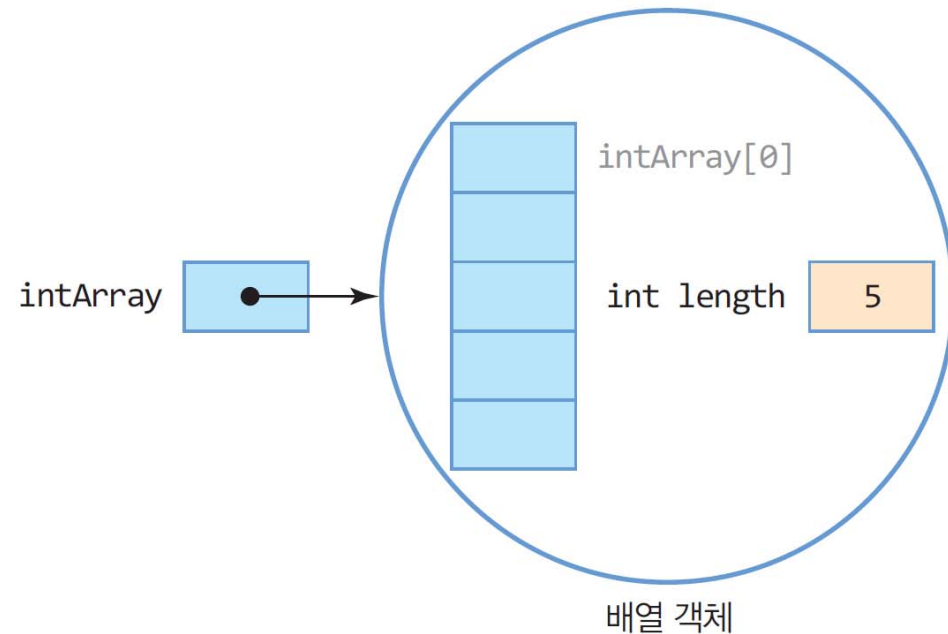 intArray[0]
intArray
int length
5
배열 객체